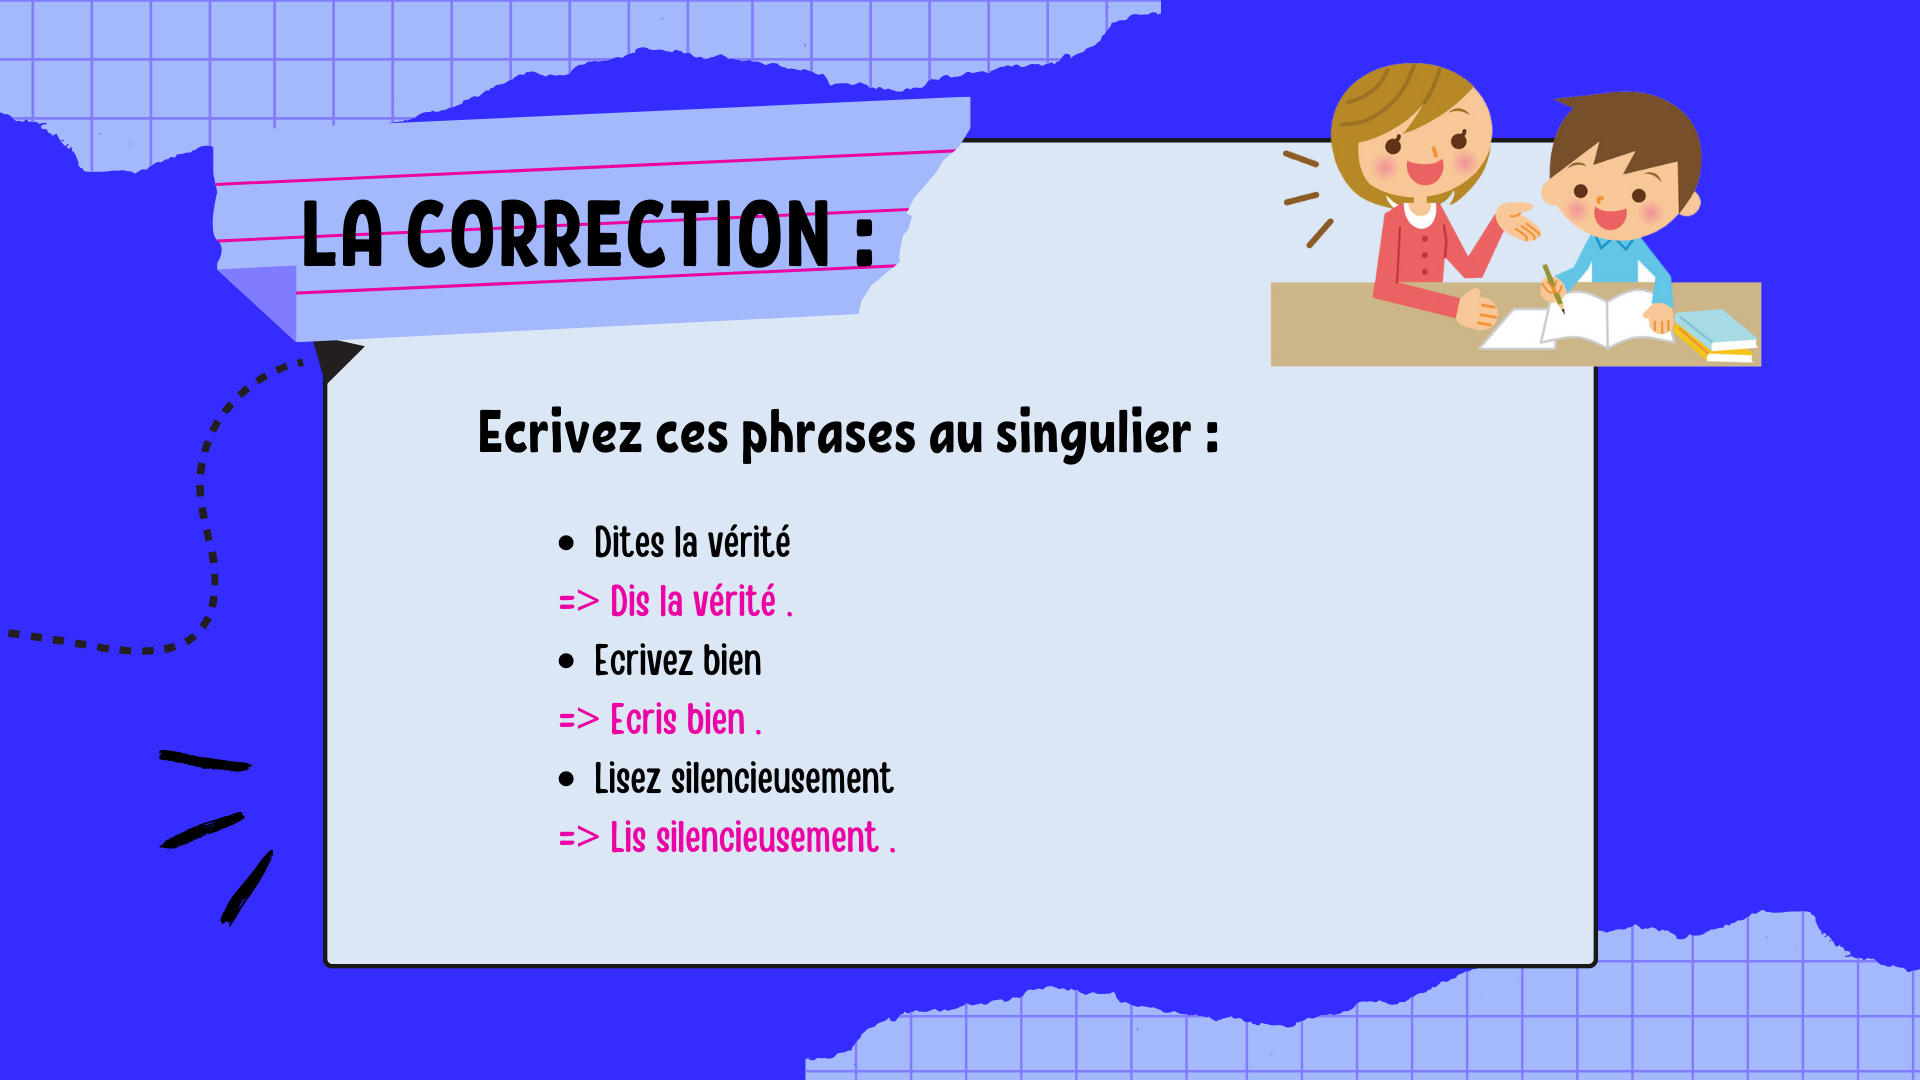 LA CORRECTION :
Ecrivez ces phrases au singulier :
• Dites la vérité
=> Dis la vérité .
• Ecrivez bien
=> Ecris bien .
• Lisez silencieusement
=> Lis silencieusement .